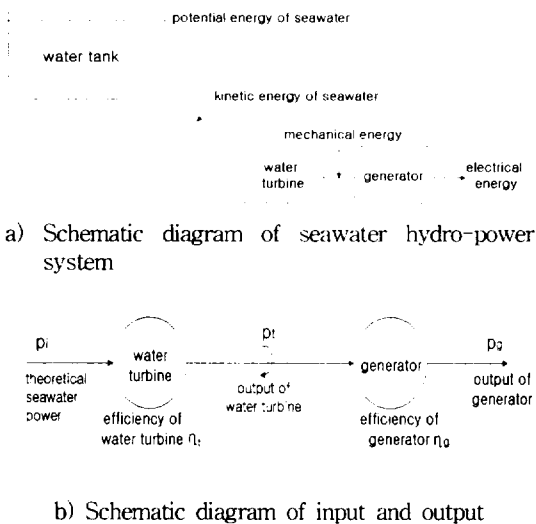 potential energy of seawater
water tank
kinetic energy of seawater
mechanical energy
water
turbine
generator
electrical
energy
a) Schematic diagram of seawater hydro-power
system
pi
theoretical
seawater
power
water
turbine
efficiency of
water turbine ηt
pt
output of
water turbine
generator
efficiency of
generator ηg
pg
output of
generator
b) Schematic diagram of input and output